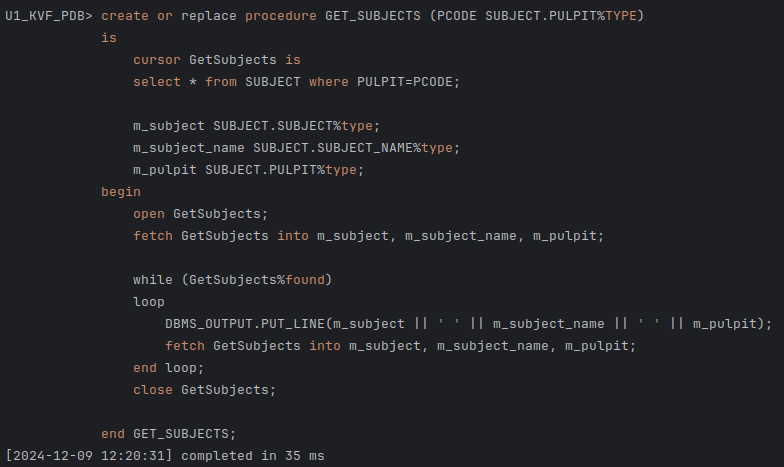 U1_KVF_PDB> create or replace procedure GET_SUBJECTS (PCODE SUBJECT.PULPIT%TYPE)
is
cursor GetSubjects is
select * from SUBJECT where PULPIT=PCODE;
m_subject SUBJECT.SUBJECT%type;
m_subject_name SUBJECT.SUBJECT_NAME%type;
m_pulpit SUBJECT.PULPIT%type;
begin
open GetSubjects;
fetch GetSubjects into m_subject, m_subject_name, m_pulpit;
while (GetSubjects%found)
loop
DBMS_OUTPUT.PUT_LINE(m_subject || ' ' || m_subject_name || ' ' || m_pulpit);
fetch GetSubjects into m_subject, m_subject_name, m_pulpit;
end loop;
close GetSubjects;
end GET_SUBJECTS;
[2024-12-09 12:20:31] completed in 35 ms